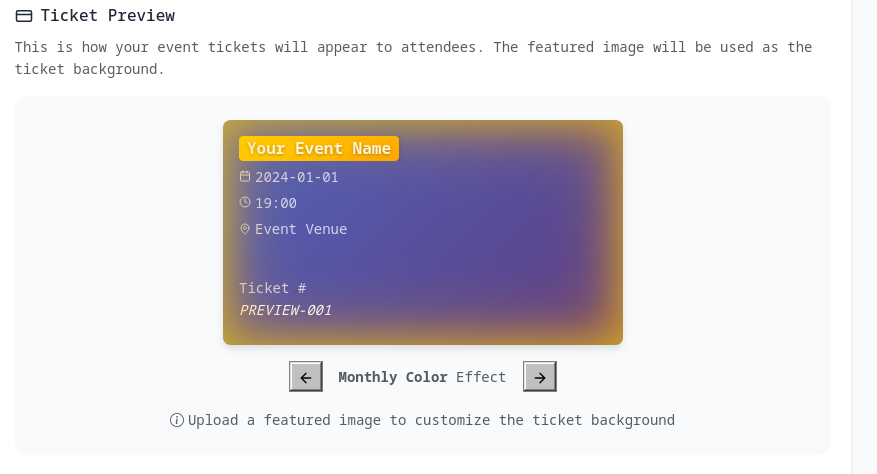 Ticket Preview
This is how your event tickets will appear to attendees. The featured image will be used as the
ticket background.
Your Event Name
2024-01-01
19:00
Event Venue
Ticket #
PREVIEW-001
Monthly Color Effect
Upload a featured image to customize the ticket background